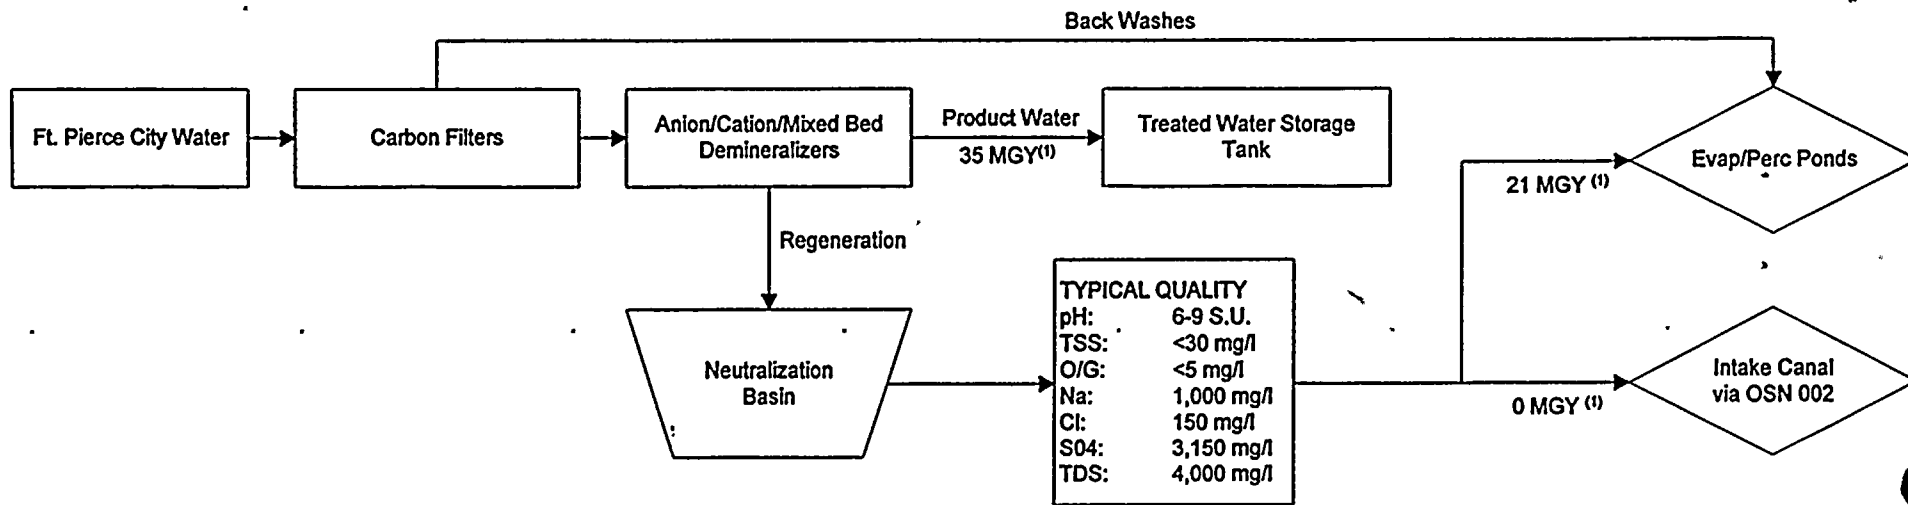 Back Washes
Ft. Pierce City Water
Carbon Filters
Anion/Cation/Mixed Bed
Demineralizers
Product Water
35 MGY(1)
Treated Water Storage
Tank
Evap/Perc Ponds
21 MGY (1)
Regeneration
Neutralization
Basin
TYPICAL QUALITY
pH: 6-9 S.U.
TSS: <30 mg/l
O/G: <5 mg/l
Na: 1,000 mg/l
Cl: 150 mg/l
S04: 3,150 mg/l
TDS: 4,000 mg/l
Intake Canal
via OSN 002
0 MGY (1)